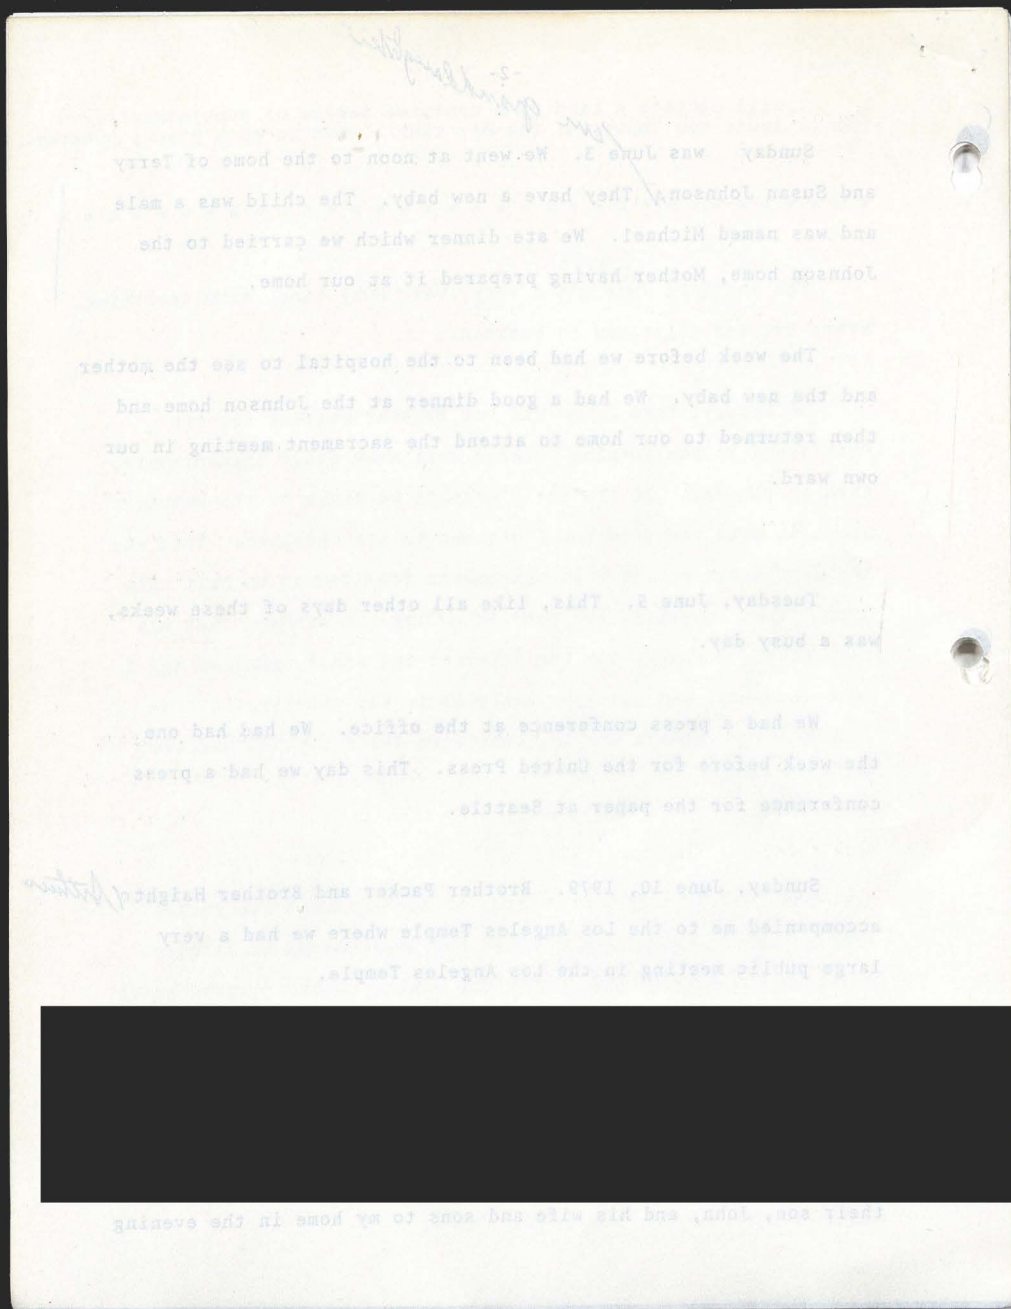 -2-
our granddaughter
Sunday was June 3. We went at noon to the home of Terry
and Susan Johnson. They have a new baby. The child was a male
and was named Michael. We ate dinner which we carried to the
Johnson home, Mother having prepared it at our home.
The week before we had been to the hospital to see the mother
and the new baby. We had a good dinner at the Johnson home and
then returned to our home to attend the sacrament meeting in our
own ward.
Tuesday, June 5. This, like all other days of these weeks,
was a busy day.
We had a press conference at the office. We had had one
the week before for the United Press. This day we had a press
conference for the paper at Seattle.
Sunday, June 10, 1979. Brother Packer and Brother Haight of
accompanied me to the Los Angeles Temple where we had a very
large public meeting in the Los Angeles Temple.
their son, John, and his wife and sons to my home in the evening